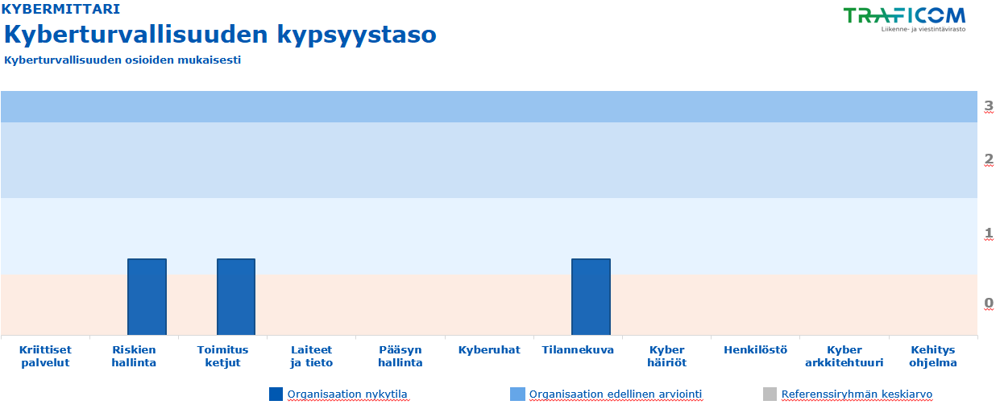 KYBERMITTARI
TRAFICOM
Liikenne- ja viestintävirasto
Kyberturvallisuuden kypsyystaso
Kyberturvallisuuden osioiden mukaisesti
3
2
1
0
Kriittiset palvelut
Riskien hallinta
Toimitus ketjut
Laiteet ja tieto
Pääsyn hallinta
Kyberuhat
Tilannekuva
Kyber häiriöt
Henkilöstö
Kyber arkkitehtuuri
Kehitys ohjelma
Organisaation nykytila
Organisaation edellinen arviointi
Referenssiryhmän keskiarvo